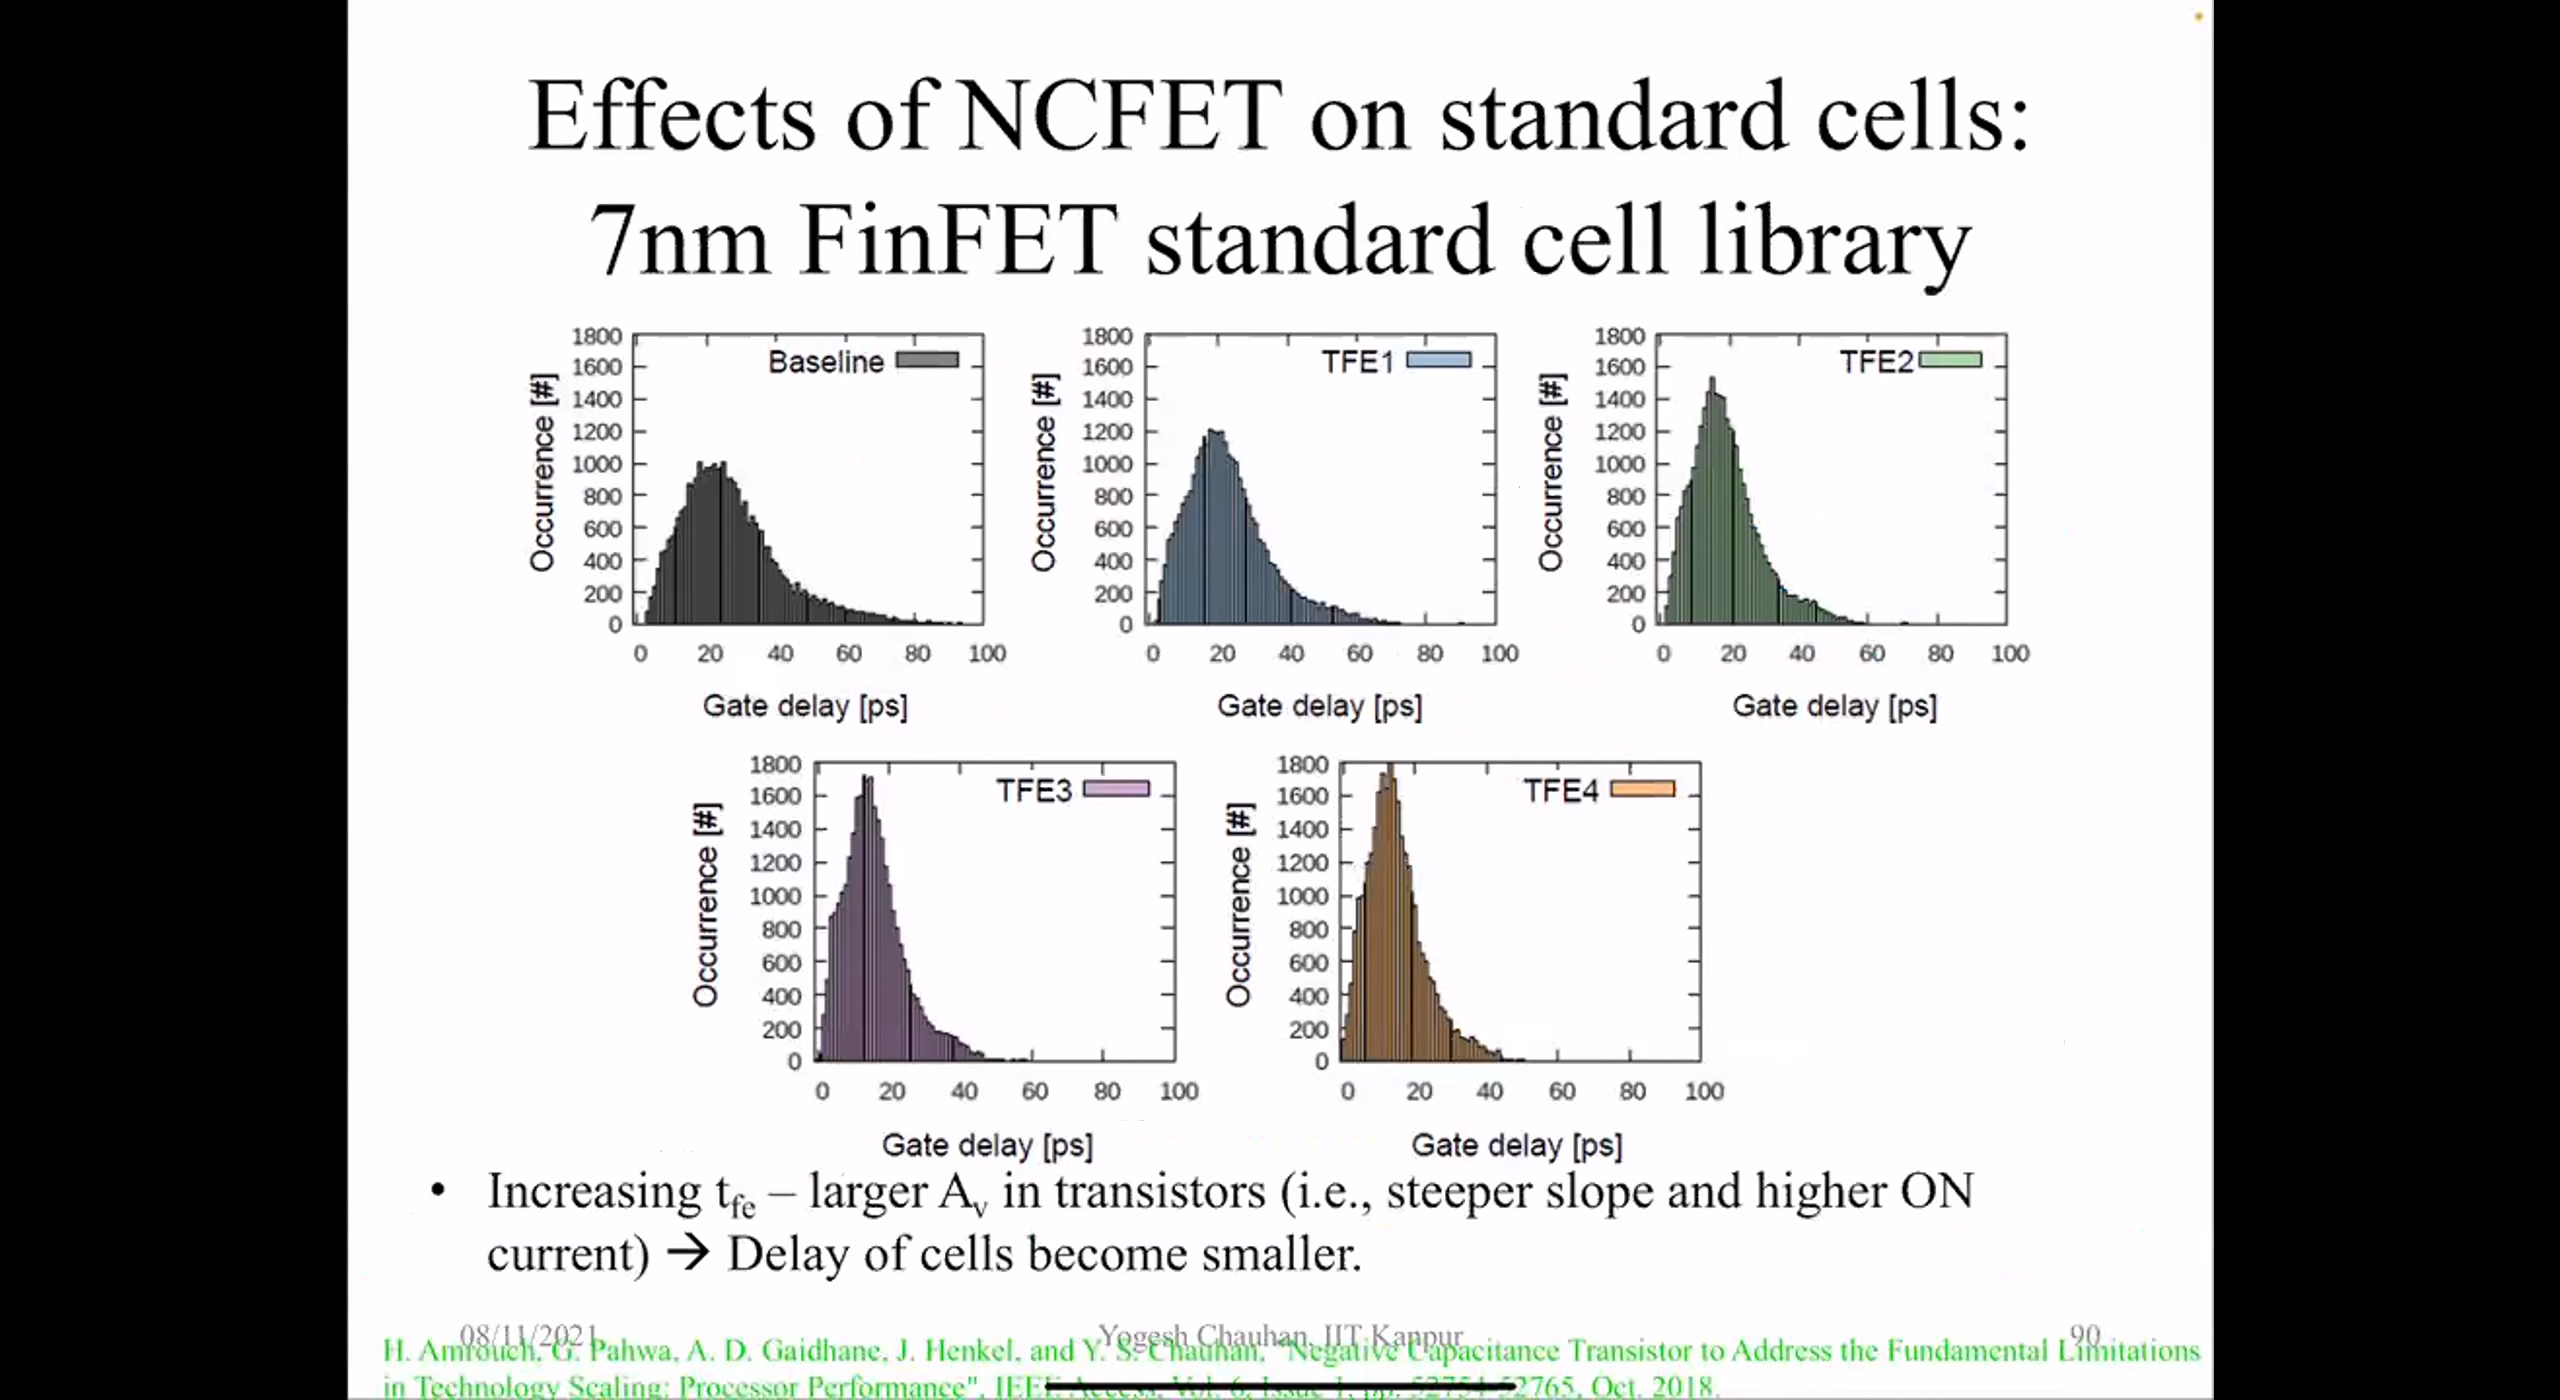 Effects of NCFET on standard cells:
7nm FinFET standard cell library
1800
1600
1400
1200
1000
800
600
400
200
0
Occurrence [#]
Baseline
0 20 40 60 80 100
Gate delay [ps]
1800
1600
1400
1200
1000
800
600
400
200
0
Occurrence [#]
TFE1
0 20 40 60 80 100
Gate delay [ps]
1800
1600
1400
1200
1000
800
600
400
200
0
Occurrence [#]
TFE2
0 20 40 60 80 100
Gate delay [ps]
1800
1600
1400
1200
1000
800
600
400
200
0
Occurrence [#]
TFE3
0 20 40 60 80 100
Gate delay [ps]
1800
1600
1400
1200
1000
800
600
400
200
0
Occurrence [#]
TFE4
0 20 40 60 80 100
Gate delay [ps]
• Increasing tfe – larger Av in transistors (i.e., steeper slope and higher ON
current) → Delay of cells become smaller.
08/11/2021 Yogesh Chauhan, IIT Kanpur 90
H. Amrouch, G. Pahwa, A. D. Gaidhane, J. Henkel, and Y. S. Chauhan, "Negative Capacitance Transistor to Address the Fundamental Limitations
in Technology Scaling: Processor Performance", IEEE Access, Vol. 6, Issue 1, pp. 52754-52765, Oct. 2018.